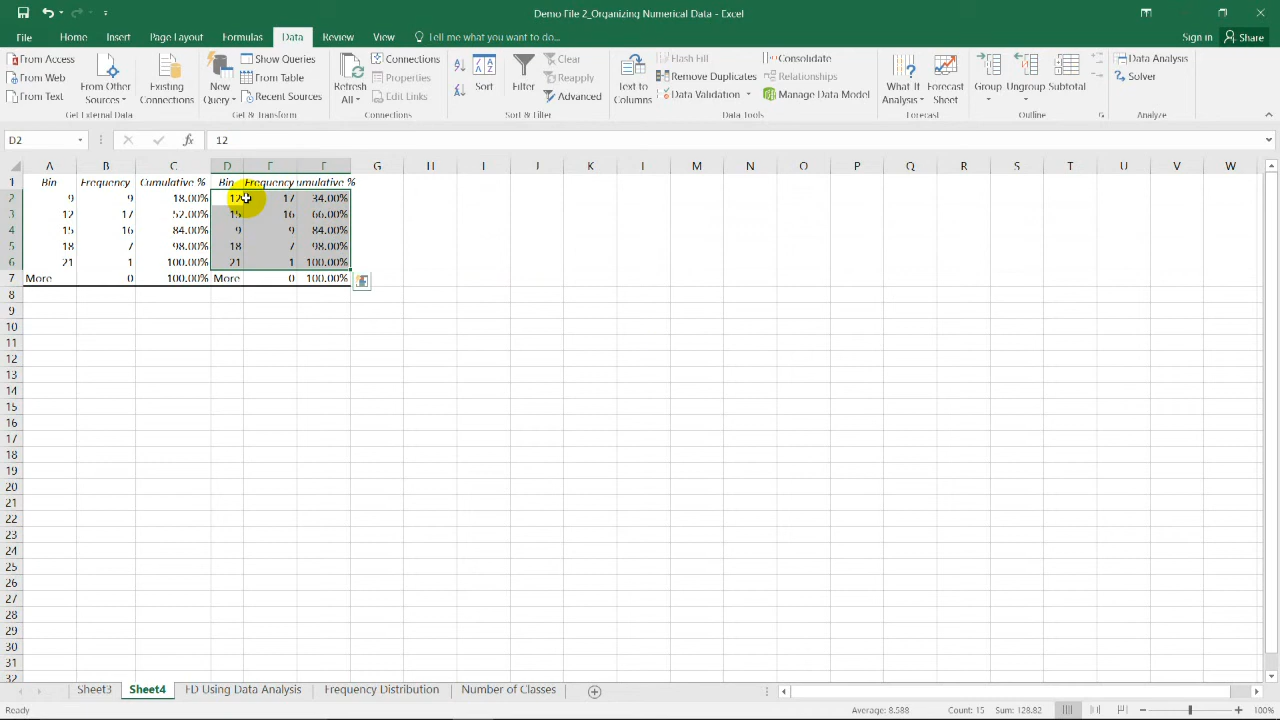 Demo File 2_Organizing Numerical Data - Excel
File Home Insert Page Layout Formulas Data Review View Tell me what you want to do... Sign in Share
From Access
From Web
From Text
From Other Sources
Existing Connections
Get External Data
New Query
Show Queries
From Table
Recent Sources
Get & Transform
Refresh All
Connections
Properties
Edit Links
Connections
Sort
Filter
Clear
Reapply
Advanced
Sort & Filter
Text to Columns
Flash Fill
Remove Duplicates
Data Validation
Consolidate
Relationships
Manage Data Model
Data Tools
What If Analysis
Forecast Sheet
Forecast
Group
Ungroup
Subtotal
Outline
Data Analysis
Solver
Analyze
D2 fx 12
A B C D E F G H I J K L M N O P Q R S T U V W
1 Bin Frequency Cumulative % Bin Frequency umulative %
2 9 9 18.00% 12 17 34.00%
3 12 17 52.00% 15 16 66.00%
4 15 16 84.00% 9 9 84.00%
5 18 7 98.00% 18 7 98.00%
6 21 1 100.00% 21 1 100.00%
7 More 0 100.00% More 0 100.00%
8
9
10
11
12
13
14
15
16
17
18
19
20
21
22
23
24
25
26
27
28
29
30
31
32
Sheet3 Sheet4 FD Using Data Analysis Frequency Distribution Number of Classes
Ready Average: 8.588 Count: 15 Sum: 128.82 100%